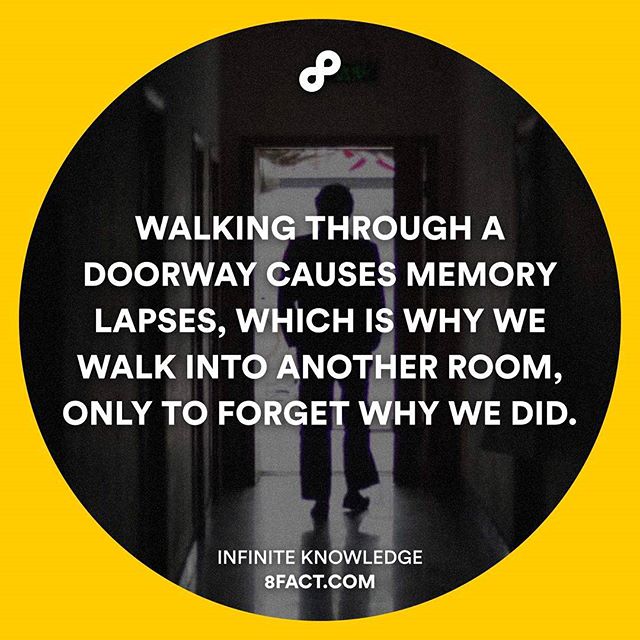 WALKING THROUGH A
DOORWAY CAUSES MEMORY
LAPSES, WHICH IS WHY WE
WALK INTO ANOTHER ROOM,
ONLY TO FORGET WHY WE DID.
INFINITE KNOWLEDGE
8FACT.COM